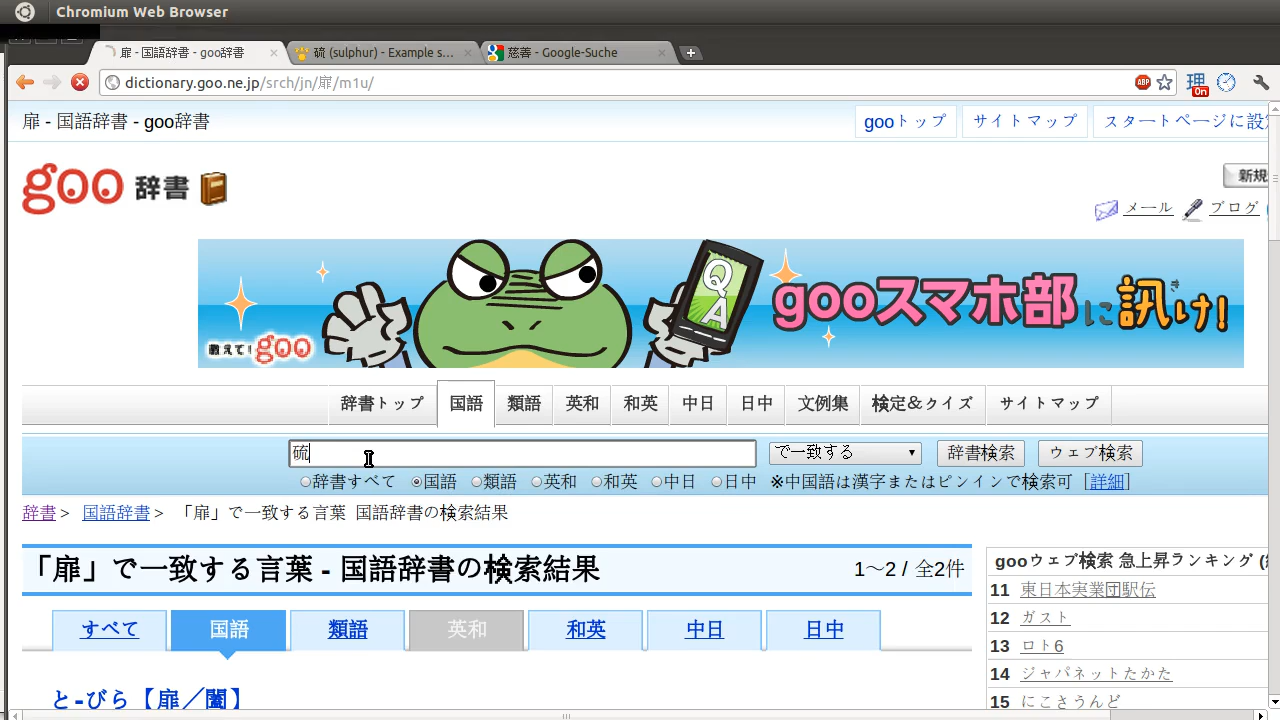 Chromium Web Browser
扉 - 国語辞書 - goo辞書
硫 (sulphur) - Example s...
慈善 - Google-Suche
dictionary.goo.ne.jp/srch/jn/扉/m1u/
ABP
理
On
扉 - 国語辞書 - goo辞書
gooトップ
サイトマップ
スタートページに設
goo 辞書
新規
メール
ブログ
教えて! goo
Q A
gooスマホ部に訊け!
き
辞書トップ
国語
類語
英和
和英
中日
日中
文例集
検定&クイズ
サイトマップ
硫
で一致する
辞書検索
ウェブ検索
辞書すべて 国語 類語 英和 和英 中日 日中 ※中国語は漢字またはピンインで検索可 [詳細]
辞書 > 国語辞書 > 「扉」で一致する言葉 国語辞書の検索結果
「扉」で一致する言葉 - 国語辞書の検索結果
1〜2 / 全2件
すべて
国語
類語
英和
和英
中日
日中
と-びら【扉/闥】
gooウェブ検索 急上昇ランキング
11 東日本実業団駅伝
12 ガスト
13 ロト6
14 ジャパネットたかた
15 にこさうんど